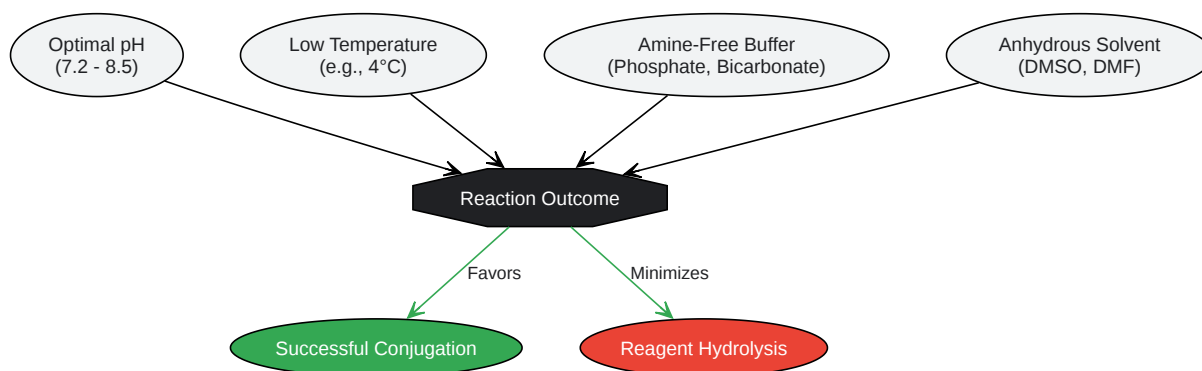 Optimal pH
(7.2 - 8.5)
Low Temperature
(e.g., 4°C)
Amine-Free Buffer
(Phosphate, Bicarbonate)
Anhydrous Solvent
(DMSO, DMF)
Reaction Outcome
Favors
Minimizes
Successful Conjugation
Reagent Hydrolysis